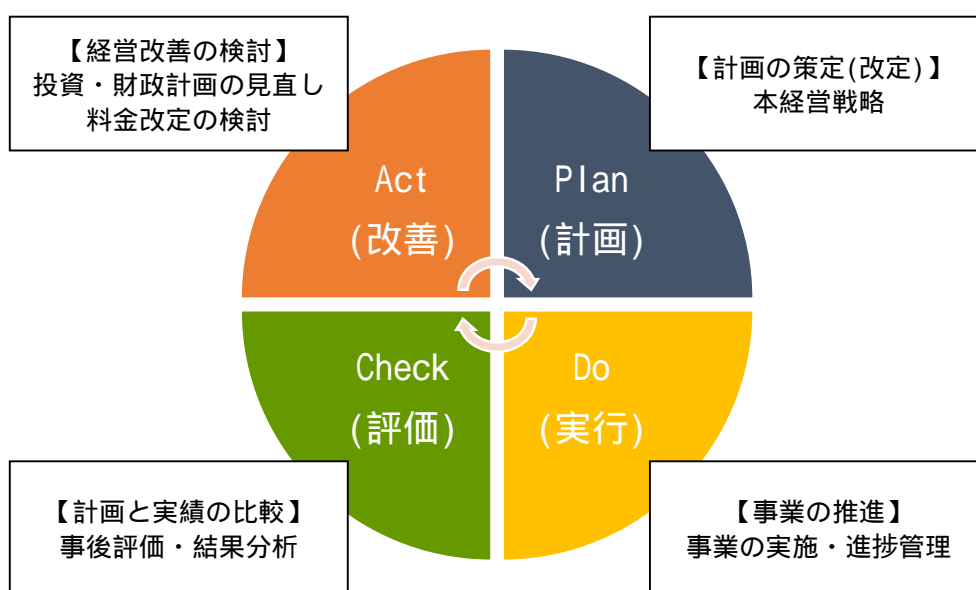 【経営改善の検討】
投資・財政計画の見直し
料金改定の検討
【計画の策定(改定)】
本経営戦略
Act
(改善)
Plan
(計画)
Check
(評価)
Do
(実行)
【計画と実績の比較】
事後評価・結果分析
【事業の推進】
事業の実施・進捗管理